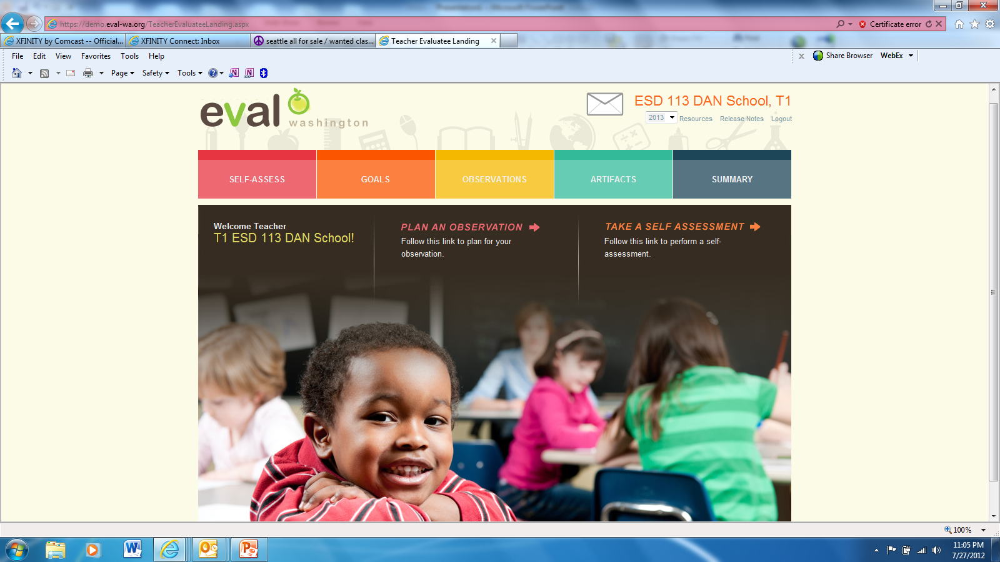 https://demo.eval-wa.org/TeacherEvaluateeLanding.aspx
Certificate error
XFINITY by Comcast -- Official...
XFINITY Connect: Inbox
seattle all for sale / wanted clas...
Teacher Evaluatee Landing
File Edit View Favorites Tools Help
x Share Browser WebEx
Page Safety Tools
eval
washington
ESD 113 DAN School, T1
2013 Resources Release Notes Logout
SELF-ASSESS
GOALS
OBSERVATIONS
ARTIFACTS
SUMMARY
Welcome Teacher
T1 ESD 113 DAN School!
PLAN AN OBSERVATION
Follow this link to plan for your
observation.
TAKE A SELF ASSESSMENT
Follow this link to perform a self-
assessment.
100%
11:05 PM
7/27/2012